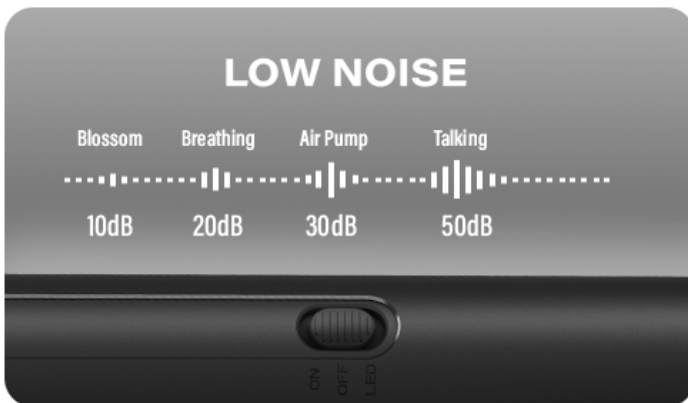 LOW NOISE
Blossom Breathing Air Pump Talking
10dB 20dB 30dB 50dB
ON OFF LED